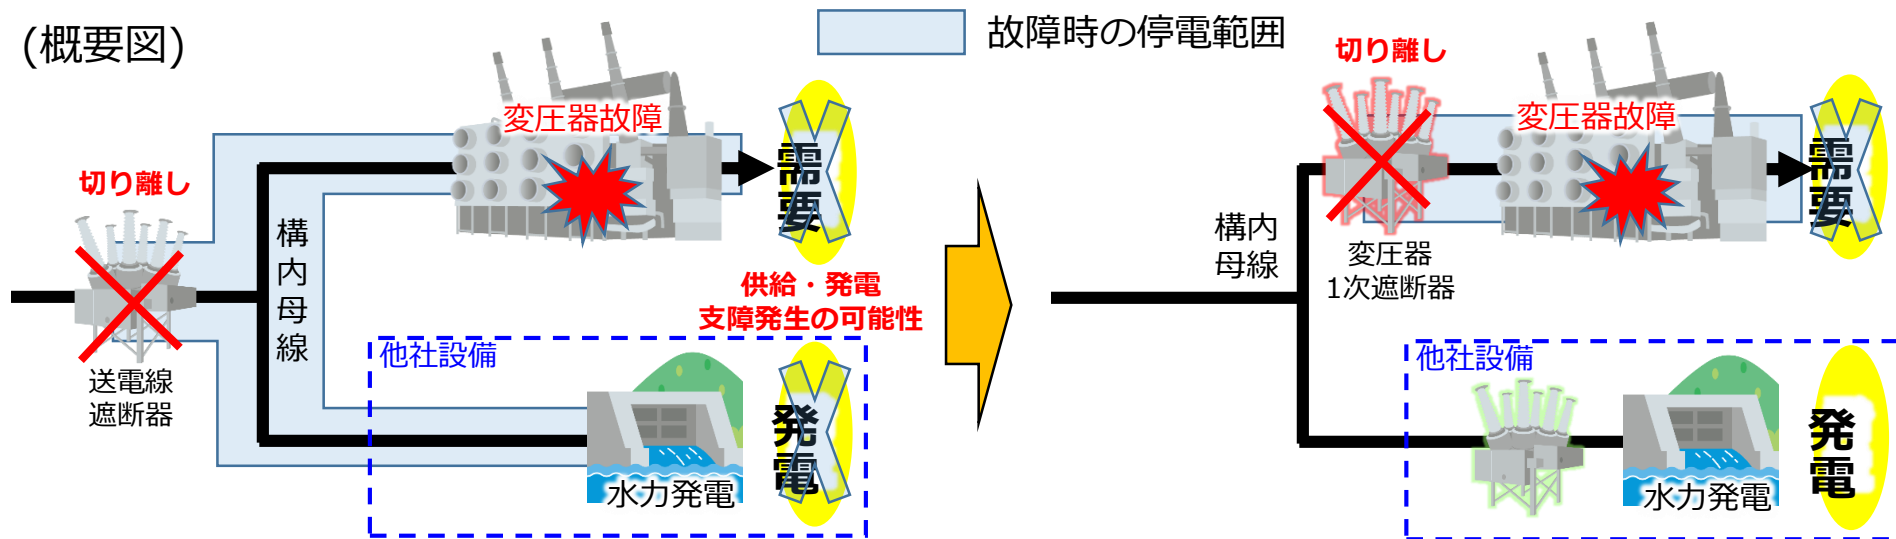 (概要図)
故障時の停電範囲
切り離し
変圧器故障
需要
構内母線
送電線
遮断器
供給・発電
支障発生の可能性
他社設備
水力発電
発電
切り離し
変圧器故障
需要
構内
母線
変圧器
1次遮断器
他社設備
水力発電
発電